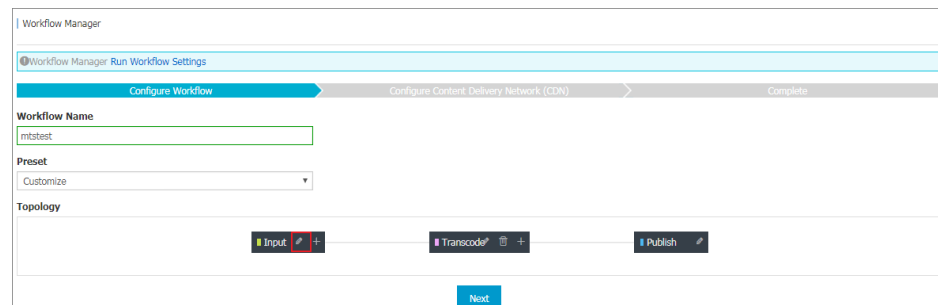 Workflow Manager
Workflow Manager Run Workflow Settings
Configure Workflow Configure Content Delivery Network (CDN) Complete
Workflow Name
mtstest
Preset
Customize
Topology
Input Transcode Publish
Next